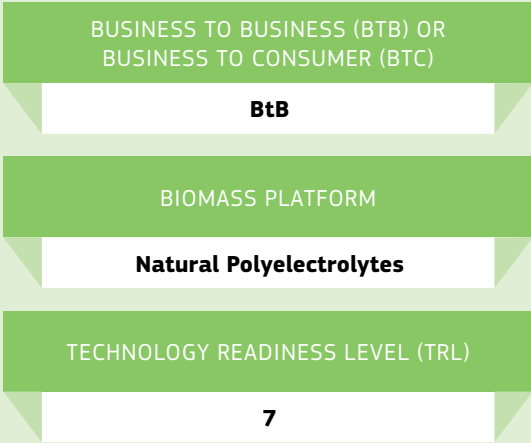 BUSINESS TO BUSINESS (BTB) OR
BUSINESS TO CONSUMER (BTC)
BtB
BIOMASS PLATFORM
Natural Polyelectrolytes
TECHNOLOGY READINESS LEVEL (TRL)
7